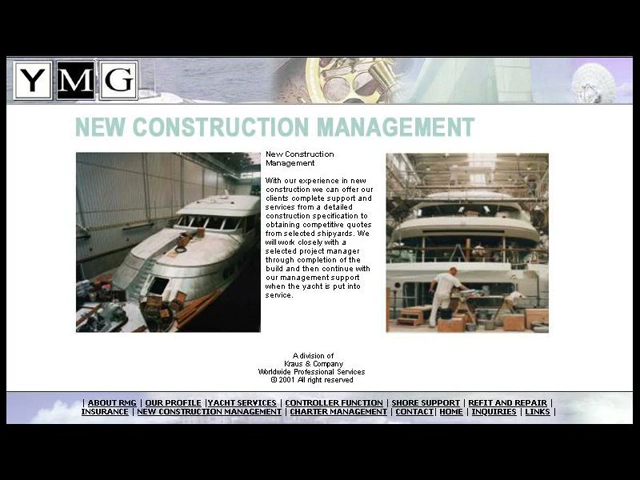 YMG
NEW CONSTRUCTION MANAGEMENT
New Construction
Management
With our experience in new
construction we can offer our
clients complete support and
services from a detailed
construction specification to
obtaining competitive quotes
from selected shipyards. We
will work closely with a
selected project manager
through completion of the
build and then continue with
our management support
when the yacht is put into
service.
A division of
Kraus & Company
Worldwide Professional Services
© 2001 All right reserved
| ABOUT RMG | OUR PROFILE |YACHT SERVICES | CONTROLLER FUNCTION | SHORE SUPPORT | REFIT AND REPAIR |
INSURANCE | NEW CONSTRUCTION MANAGEMENT | CHARTER MANAGEMENT | CONTACT| HOME | INQUIRIES | LINKS |